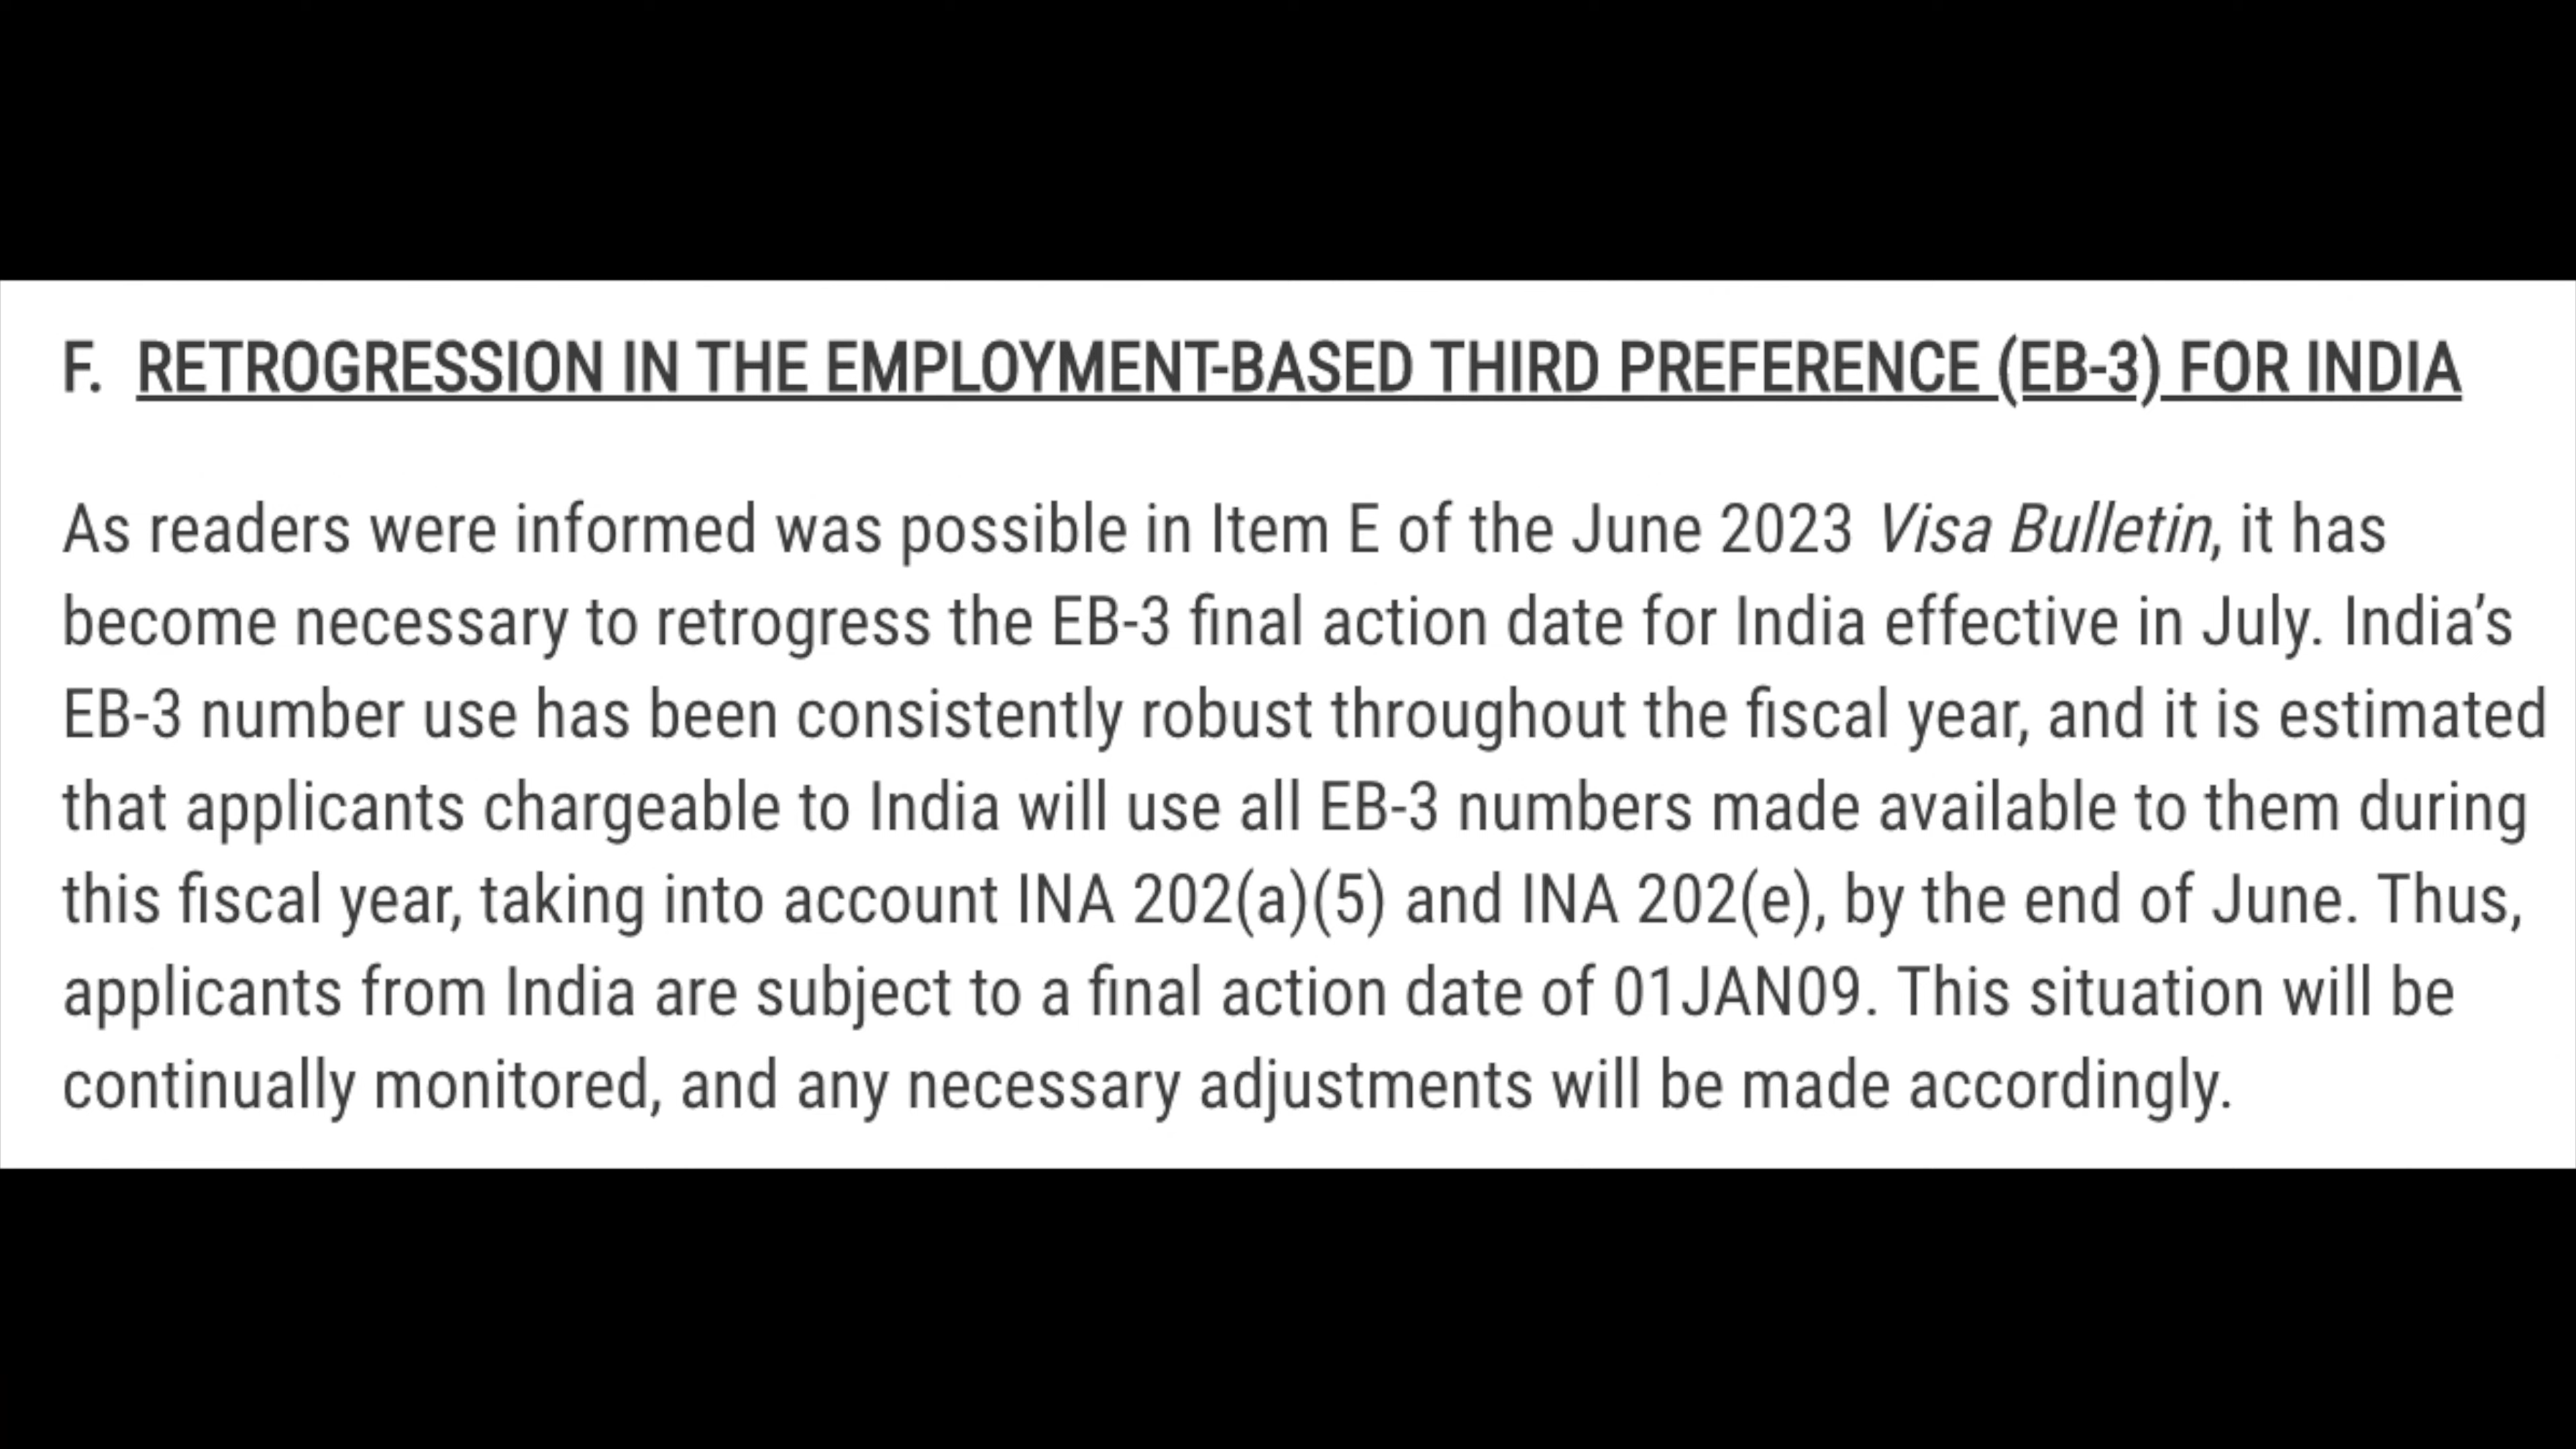 F. RETROGRESSION IN THE EMPLOYMENT-BASED THIRD PREFERENCE (EB-3) FOR INDIA
As readers were informed was possible in Item E of the June 2023 Visa Bulletin, it has
become necessary to retrogress the EB-3 final action date for India effective in July. India’s
EB-3 number use has been consistently robust throughout the fiscal year, and it is estimated
that applicants chargeable to India will use all EB-3 numbers made available to them during
this fiscal year, taking into account INA 202(a)(5) and INA 202(e), by the end of June. Thus,
applicants from India are subject to a final action date of 01JAN09. This situation will be
continually monitored, and any necessary adjustments will be made accordingly.